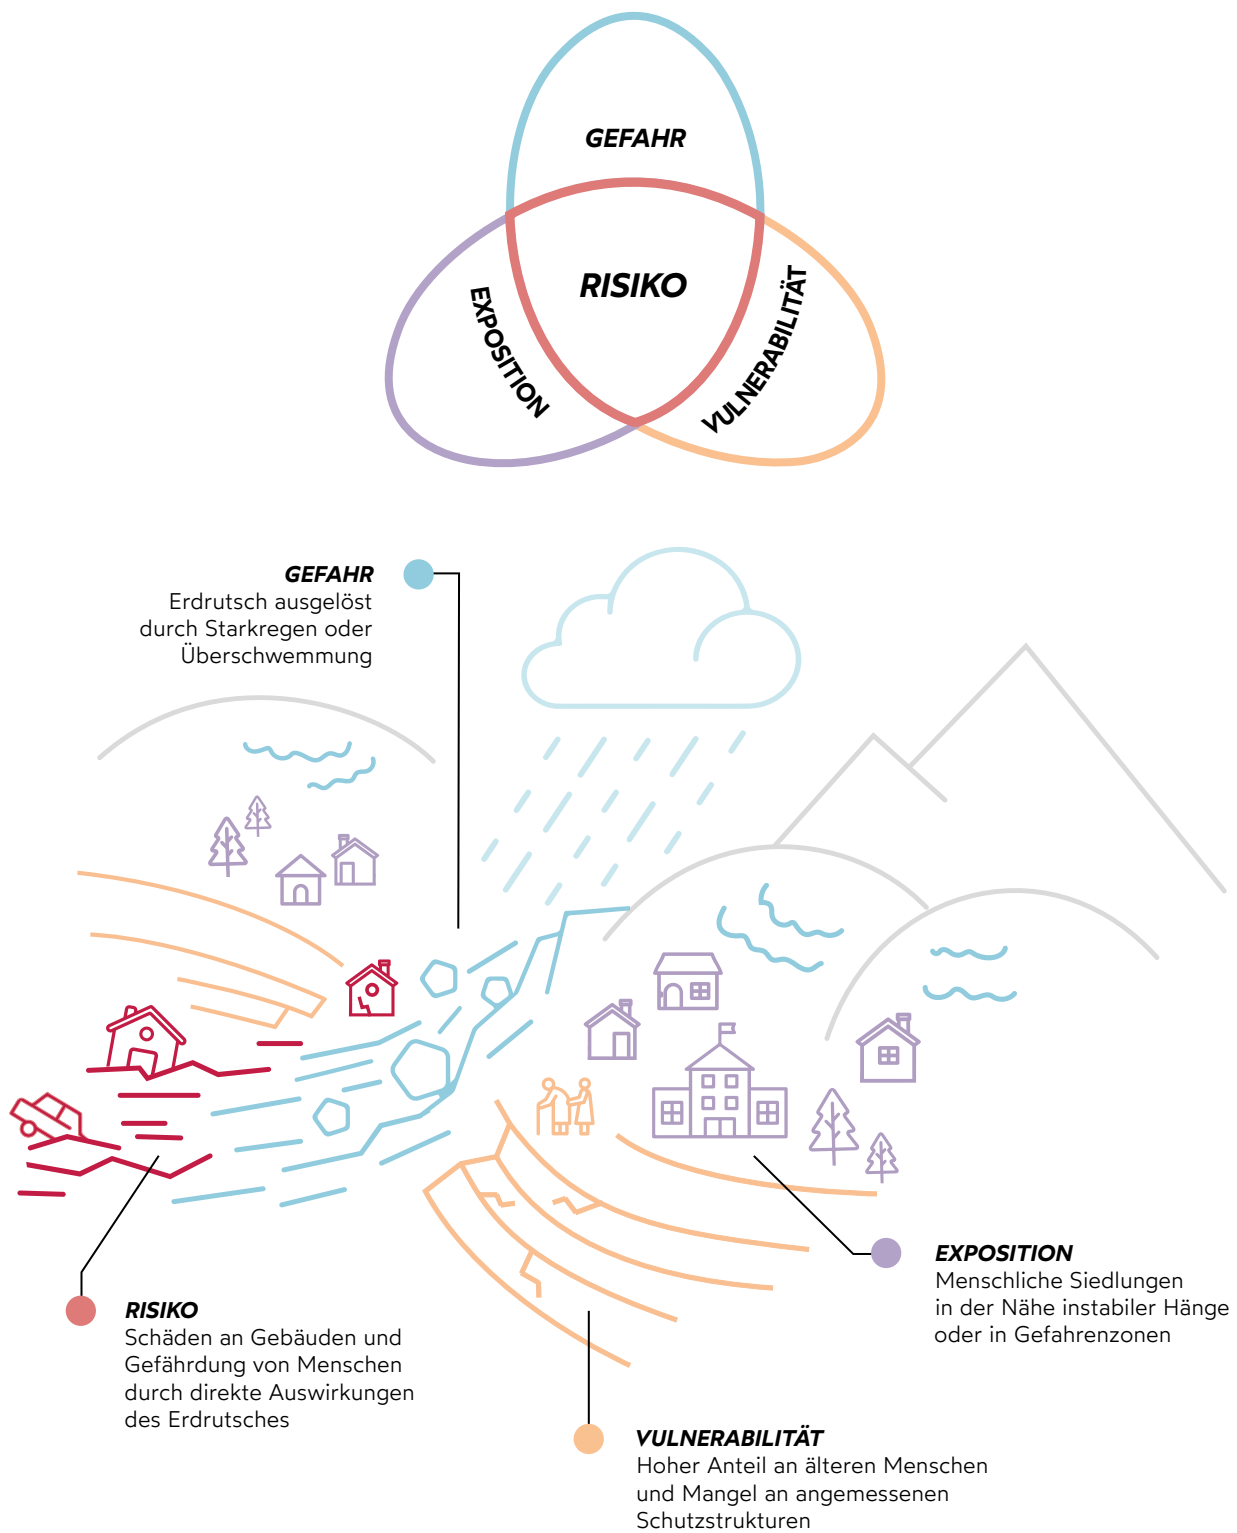 GEFAHR
RISIKO
EXPOSITION
VULNERABILITÄT
GEFAHR
Erdrutsch ausgelöst
durch Starkregen oder
Überschwemmung
EXPOSITION
Menschliche Siedlungen
in der Nähe instabiler Hänge
oder in Gefahrenzonen
RISIKO
Schäden an Gebäuden und
Gefährdung von Menschen
durch direkte Auswirkungen
des Erdrutsches
VULNERABILITÄT
Hoher Anteil an älteren Menschen
und Mangel an angemessenen
Schutzstrukturen